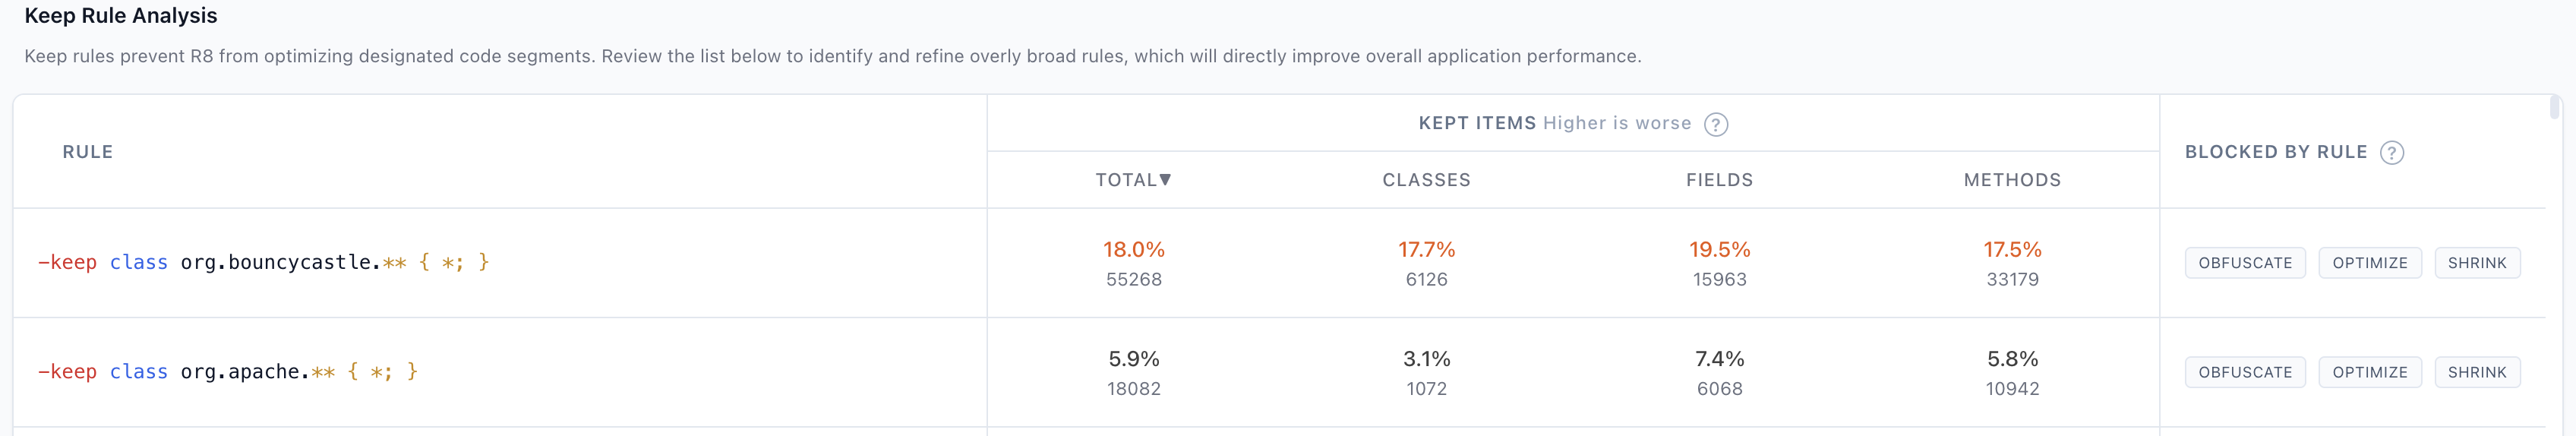 Keep Rule Analysis
Keep rules prevent R8 from optimizing designated code segments. Review the list below to identify and refine overly broad rules, which will directly improve overall application performance.
RULE
KEPT ITEMS Higher is worse ?
BLOCKED BY RULE ?
TOTAL▼ CLASSES FIELDS METHODS
-keep class org.bouncycastle.** { *; }
18.0% 17.7% 19.5% 17.5%
55268 6126 15963 33179
OBFUSCATE OPTIMIZE SHRINK
-keep class org.apache.** { *; }
5.9% 3.1% 7.4% 5.8%
18082 1072 6068 10942
OBFUSCATE OPTIMIZE SHRINK